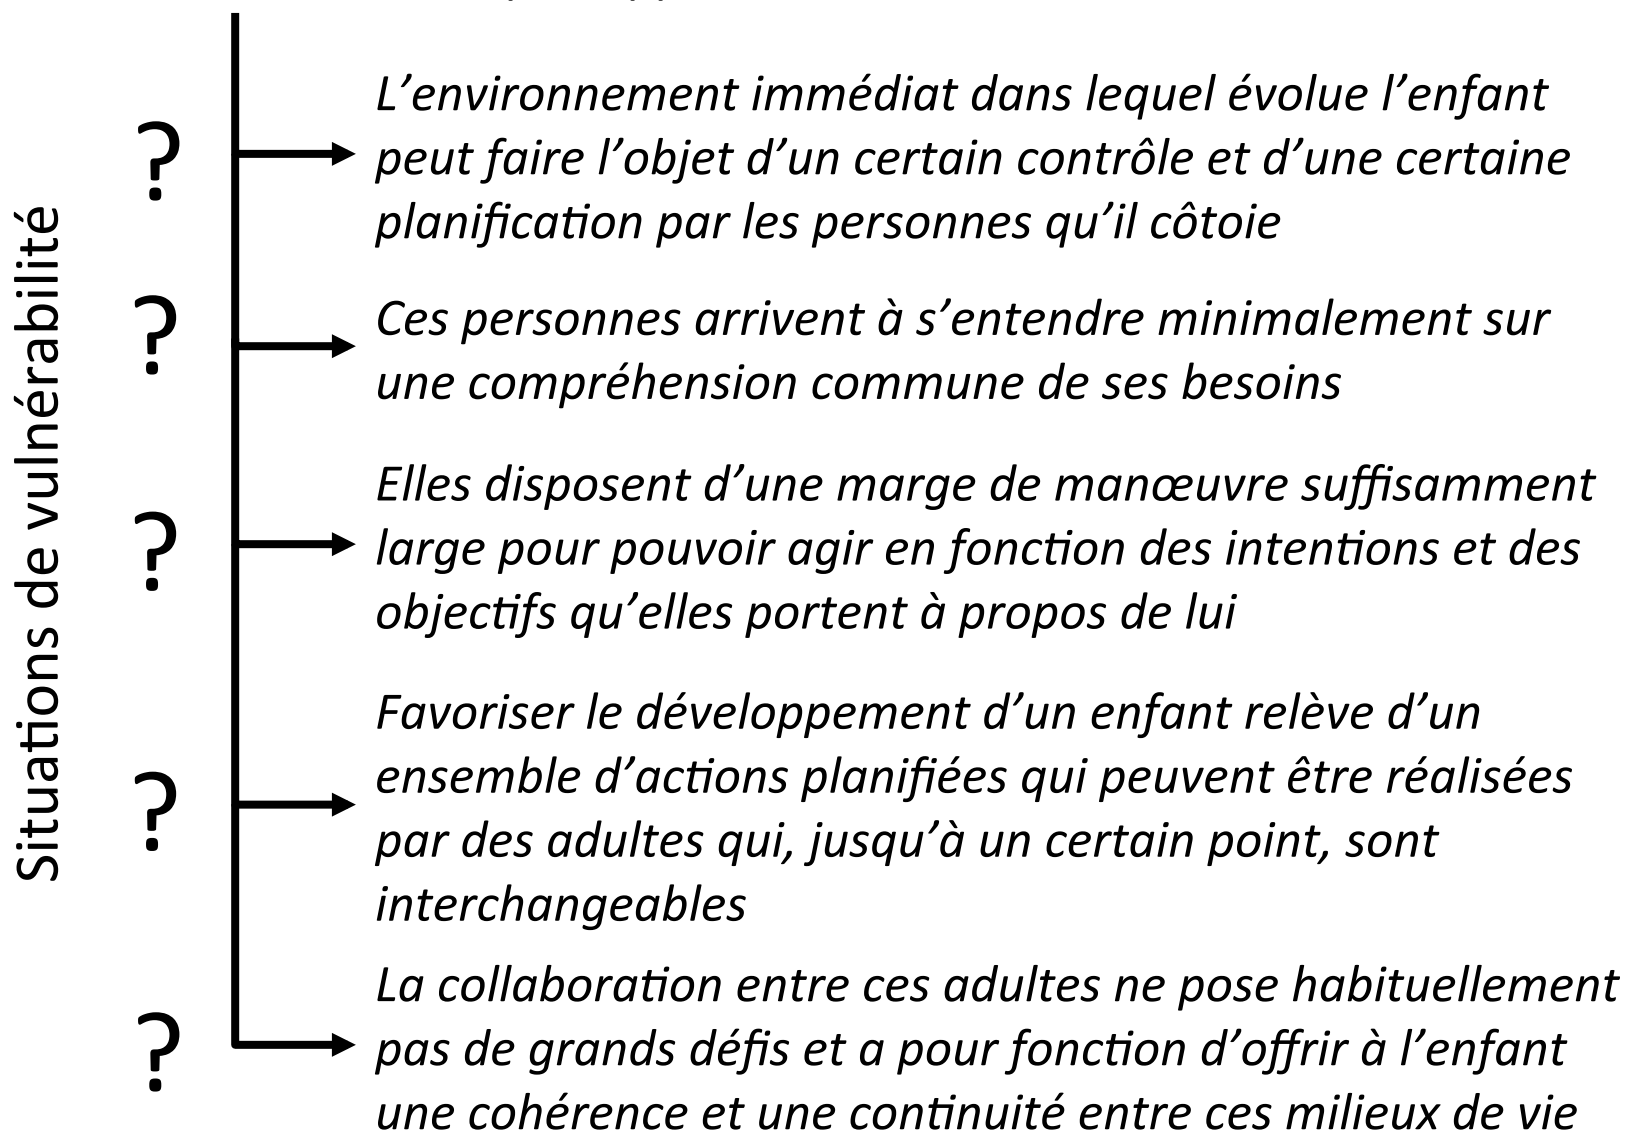 Situations de vulnérabilité
?
L’environnement immédiat dans lequel évolue l’enfant
peut faire l’objet d’un certain contrôle et d’une certaine
planification par les personnes qu’il côtoie
?
Ces personnes arrivent à s’entendre minimalement sur
une compréhension commune de ses besoins
?
Elles disposent d’une marge de manœuvre suffisamment
large pour pouvoir agir en fonction des intentions et des
objectifs qu’elles portent à propos de lui
?
Favoriser le développement d’un enfant relève d’un
ensemble d’actions planifiées qui peuvent être réalisées
par des adultes qui, jusqu’à un certain point, sont
interchangeables
?
La collaboration entre ces adultes ne pose habituellement
pas de grands défis et a pour fonction d’offrir à l’enfant
une cohérence et une continuité entre ces milieux de vie